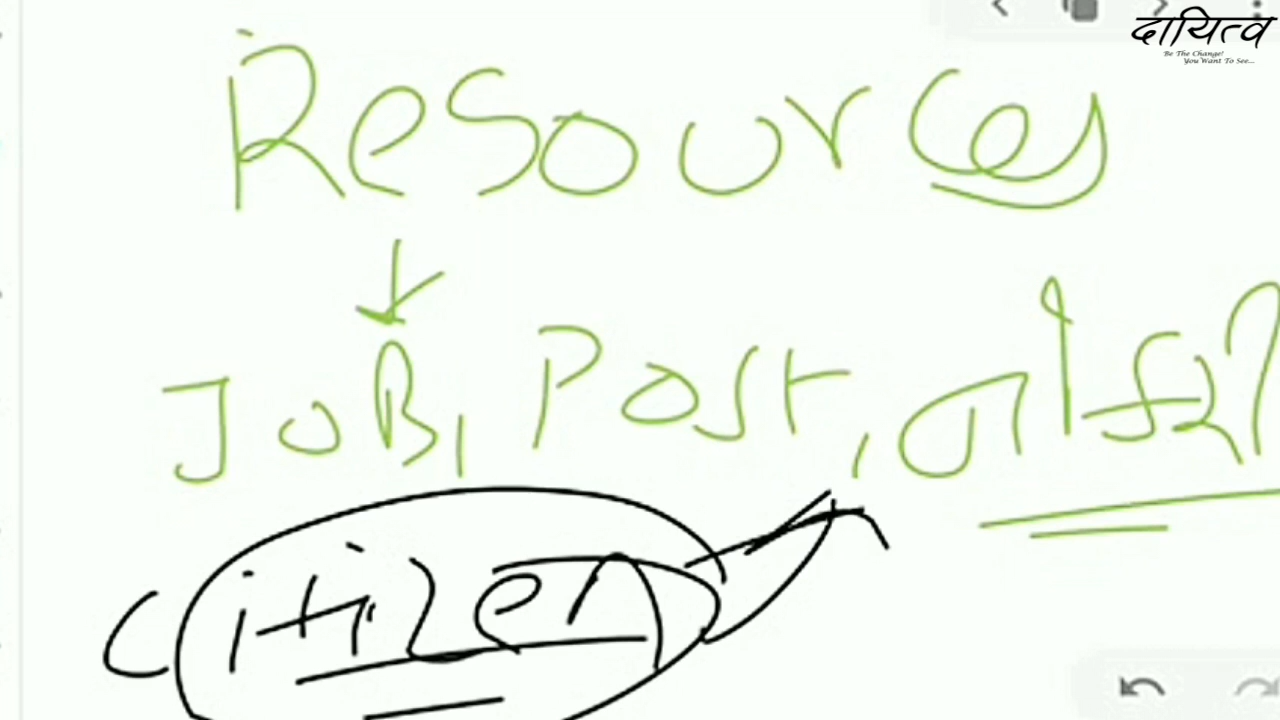 दायित्व
Be The Change!
You Want To See...
Resources
JOB, Post, नौकरी
Citizen